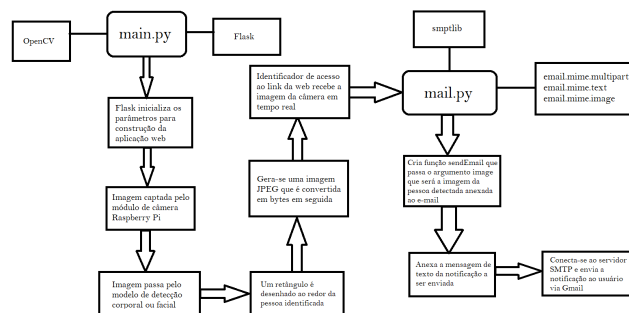 OpenCV
main.py
Flask
Flask inicializa os
parâmetros para
construção da
aplicação web
Imagem captada pelo
módulo de câmera
Raspberry Pi
Imagem passa pelo
modelo de detecção
corporal ou facial
Um retângulo é
desenhado ao redor da
pessoa identificada
Gera-se uma imagem
JPEG que é convertida
em bytes em seguida
Identificador de acesso
ao link da web recebe a
imagem da câmera em
tempo real
smptlib
mail.py
email.mime.multipart
email.mime.text
email.mime.image
Cria função sendEmail que
passa o argumento image
que será a imagem da
pessoa detectada anexada
ao e-mail
Anexa a mensagem de
texto da notificação a
ser enviada
Conecta-se ao servidor
SMTP e envia a
notificação ao usuário
via Gmail